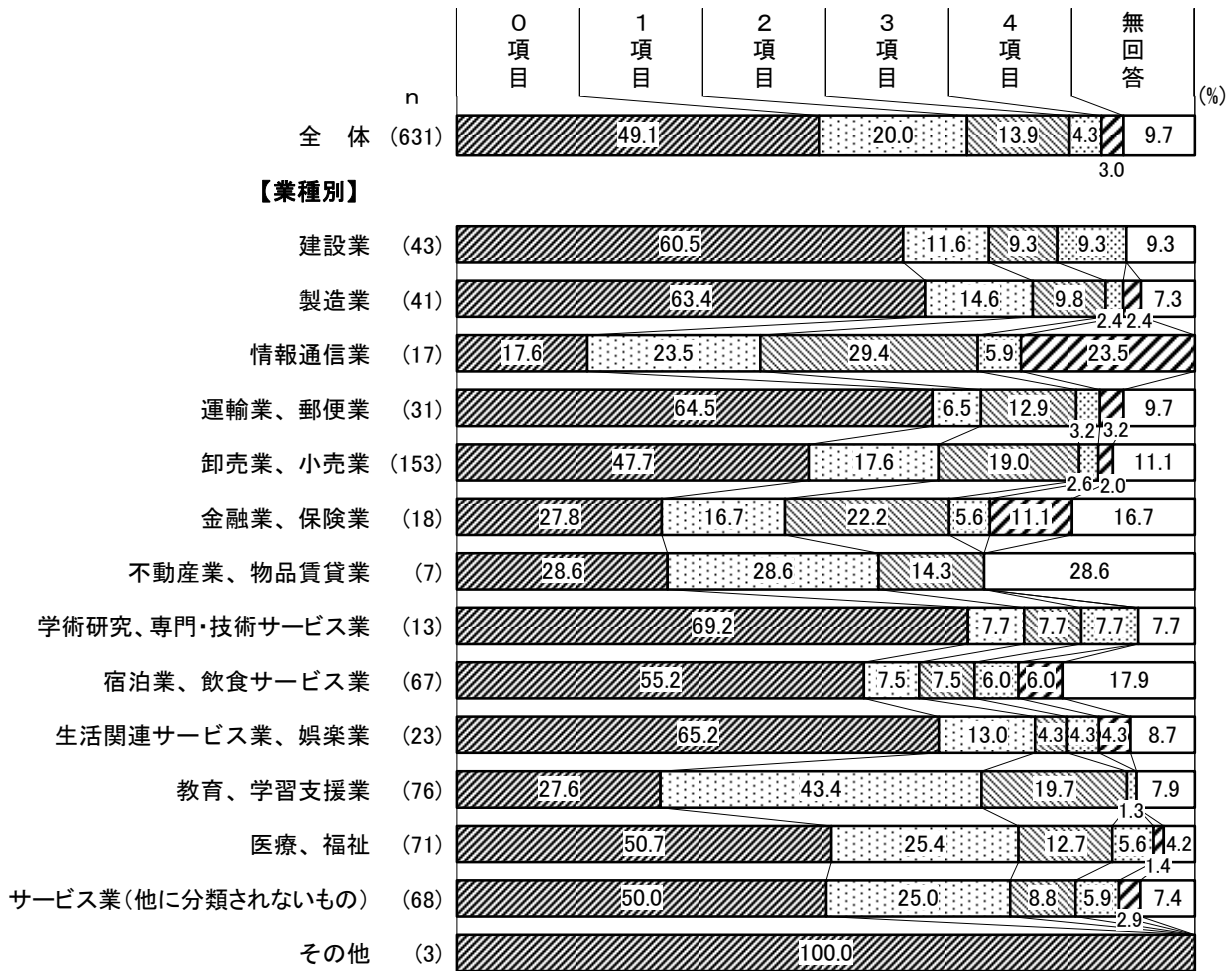 ０項目 １項目 ２項目 ３項目 ４項目 無回答
n (%)
全　体 (631) 49.1 20.0 13.9 4.3 3.0 9.7
【業種別】
建設業 (43) 60.5 11.6 9.3 9.3 9.3
製造業 (41) 63.4 14.6 9.8 2.4 2.4 7.3
情報通信業 (17) 17.6 23.5 29.4 5.9 23.5
運輸業、郵便業 (31) 64.5 6.5 12.9 3.2 3.2 9.7
卸売業、小売業 (153) 47.7 17.6 19.0 2.6 2.0 11.1
金融業、保険業 (18) 27.8 16.7 22.2 5.6 11.1 16.7
不動産業、物品賃貸業 (7) 28.6 28.6 14.3 28.6
学術研究、専門・技術サービス業 (13) 69.2 7.7 7.7 7.7 7.7
宿泊業、飲食サービス業 (67) 55.2 7.5 7.5 6.0 6.0 17.9
生活関連サービス業、娯楽業 (23) 65.2 13.0 4.3 4.3 4.3 8.7
教育、学習支援業 (76) 27.6 43.4 19.7 1.3 7.9
医療、福祉 (71) 50.7 25.4 12.7 5.6 1.4 4.2
サービス業（他に分類されないもの） (68) 50.0 25.0 8.8 5.9 2.9 7.4
その他 (3) 100.0